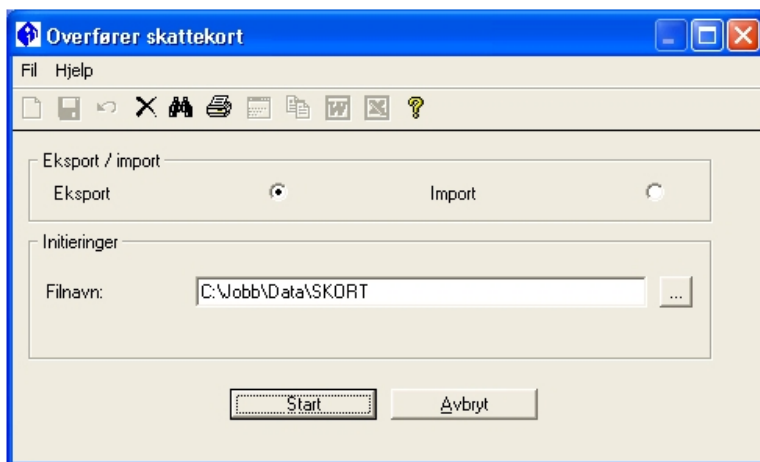 Overfører skattekort
Fil Hjelp
Eksport / import
Eksport Import
Initieringer
Filnavn: C:\Jobb\Data\SKORT ...
Start Avbryt